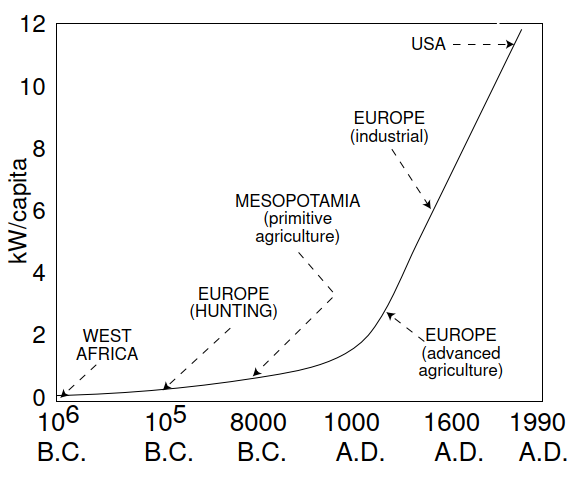 12
10
8
6
4
2
0
kW/capita
USA
EUROPE
(industrial)
MESOPOTAMIA
(primitive
agriculture)
EUROPE
(HUNTING)
WEST
AFRICA
EUROPE
(advanced
agriculture)
10⁶ 10⁵ 8000 1000 1600 1990
B.C. B.C. B.C. A.D. A.D. A.D.